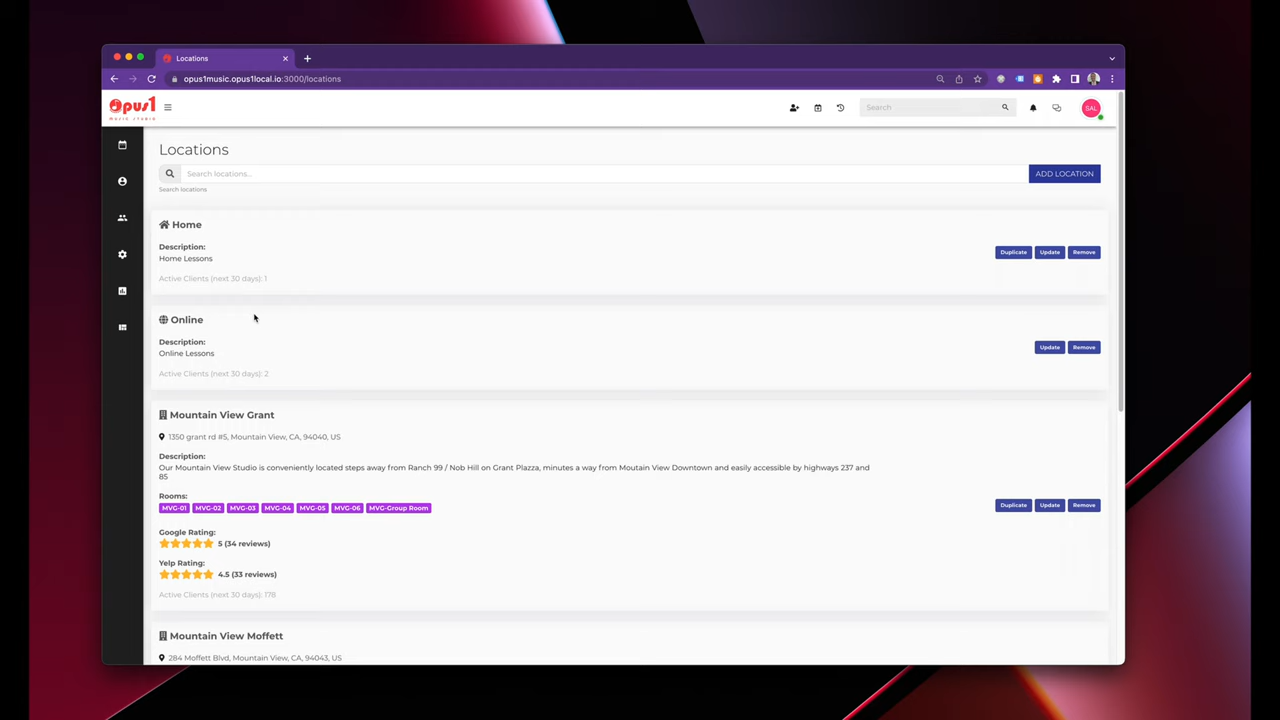 Locations
opus1music.opus1local.io:3000/locations
Opus1
MUSIC STUDIO
Search
SAL
Locations
Search locations...
ADD LOCATION
Search locations
Home
Description:
Home Lessons
Duplicate Update Remove
Active Clients (next 30 days): 1
Online
Description:
Online Lessons
Update Remove
Active Clients (next 30 days): 2
Mountain View Grant
1350 grant rd #5, Mountain View, CA, 94040, US
Description:
Our Mountain View Studio is conveniently located steps away from Ranch 99 / Nob Hill on Grant Plazza, minutes a way from Moutain View Downtown and easily accessible by highways 237 and
85
Rooms:
MVG-01 MVG-02 MVG-03 MVG-04 MVG-05 MVG-06 MVG-Group Room
Duplicate Update Remove
Google Rating:
5 (34 reviews)
Yelp Rating:
4.5 (33 reviews)
Active Clients (next 30 days): 178
Mountain View Moffett
284 Moffett Blvd, Mountain View, CA, 94043, US